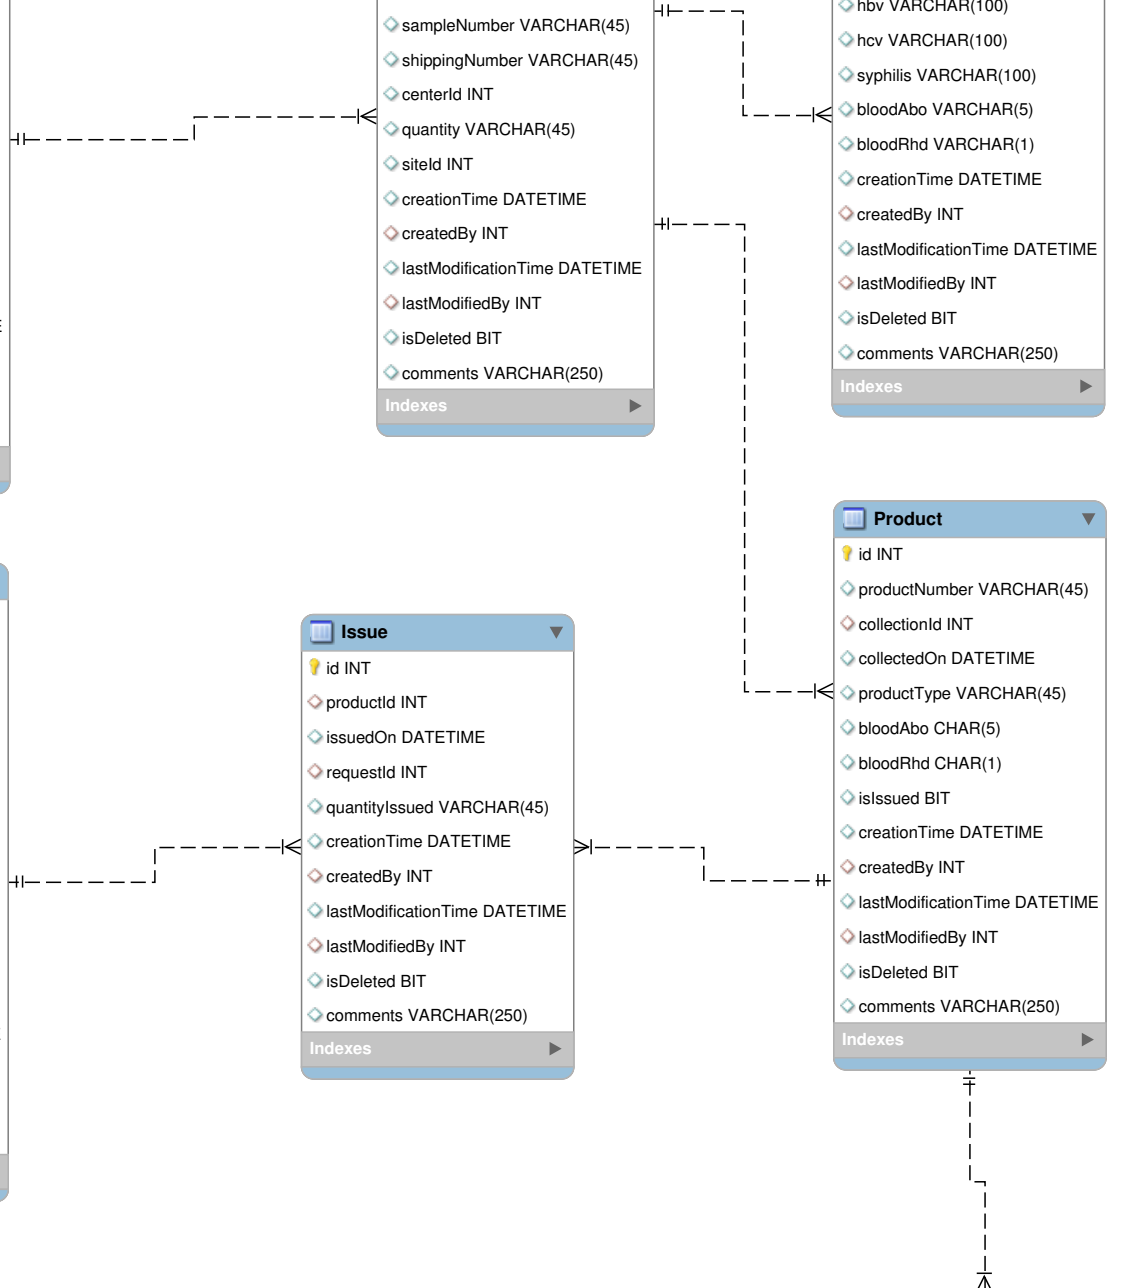 sampleNumber VARCHAR(45)
shippingNumber VARCHAR(45)
centerId INT
quantity VARCHAR(45)
siteId INT
creationTime DATETIME
createdBy INT
lastModificationTime DATETIME
lastModifiedBy INT
isDeleted BIT
comments VARCHAR(250)
Indexes
hbv VARCHAR(100)
hcv VARCHAR(100)
syphilis VARCHAR(100)
bloodAbo VARCHAR(5)
bloodRhd VARCHAR(1)
creationTime DATETIME
createdBy INT
lastModificationTime DATETIME
lastModifiedBy INT
isDeleted BIT
comments VARCHAR(250)
Indexes
Issue
id INT
productId INT
issuedOn DATETIME
requestId INT
quantityIssued VARCHAR(45)
creationTime DATETIME
createdBy INT
lastModificationTime DATETIME
lastModifiedBy INT
isDeleted BIT
comments VARCHAR(250)
Indexes
Product
id INT
productNumber VARCHAR(45)
collectionId INT
collectedOn DATETIME
productType VARCHAR(45)
bloodAbo CHAR(5)
bloodRhd CHAR(1)
isIssued BIT
creationTime DATETIME
createdBy INT
lastModificationTime DATETIME
lastModifiedBy INT
isDeleted BIT
comments VARCHAR(250)
Indexes